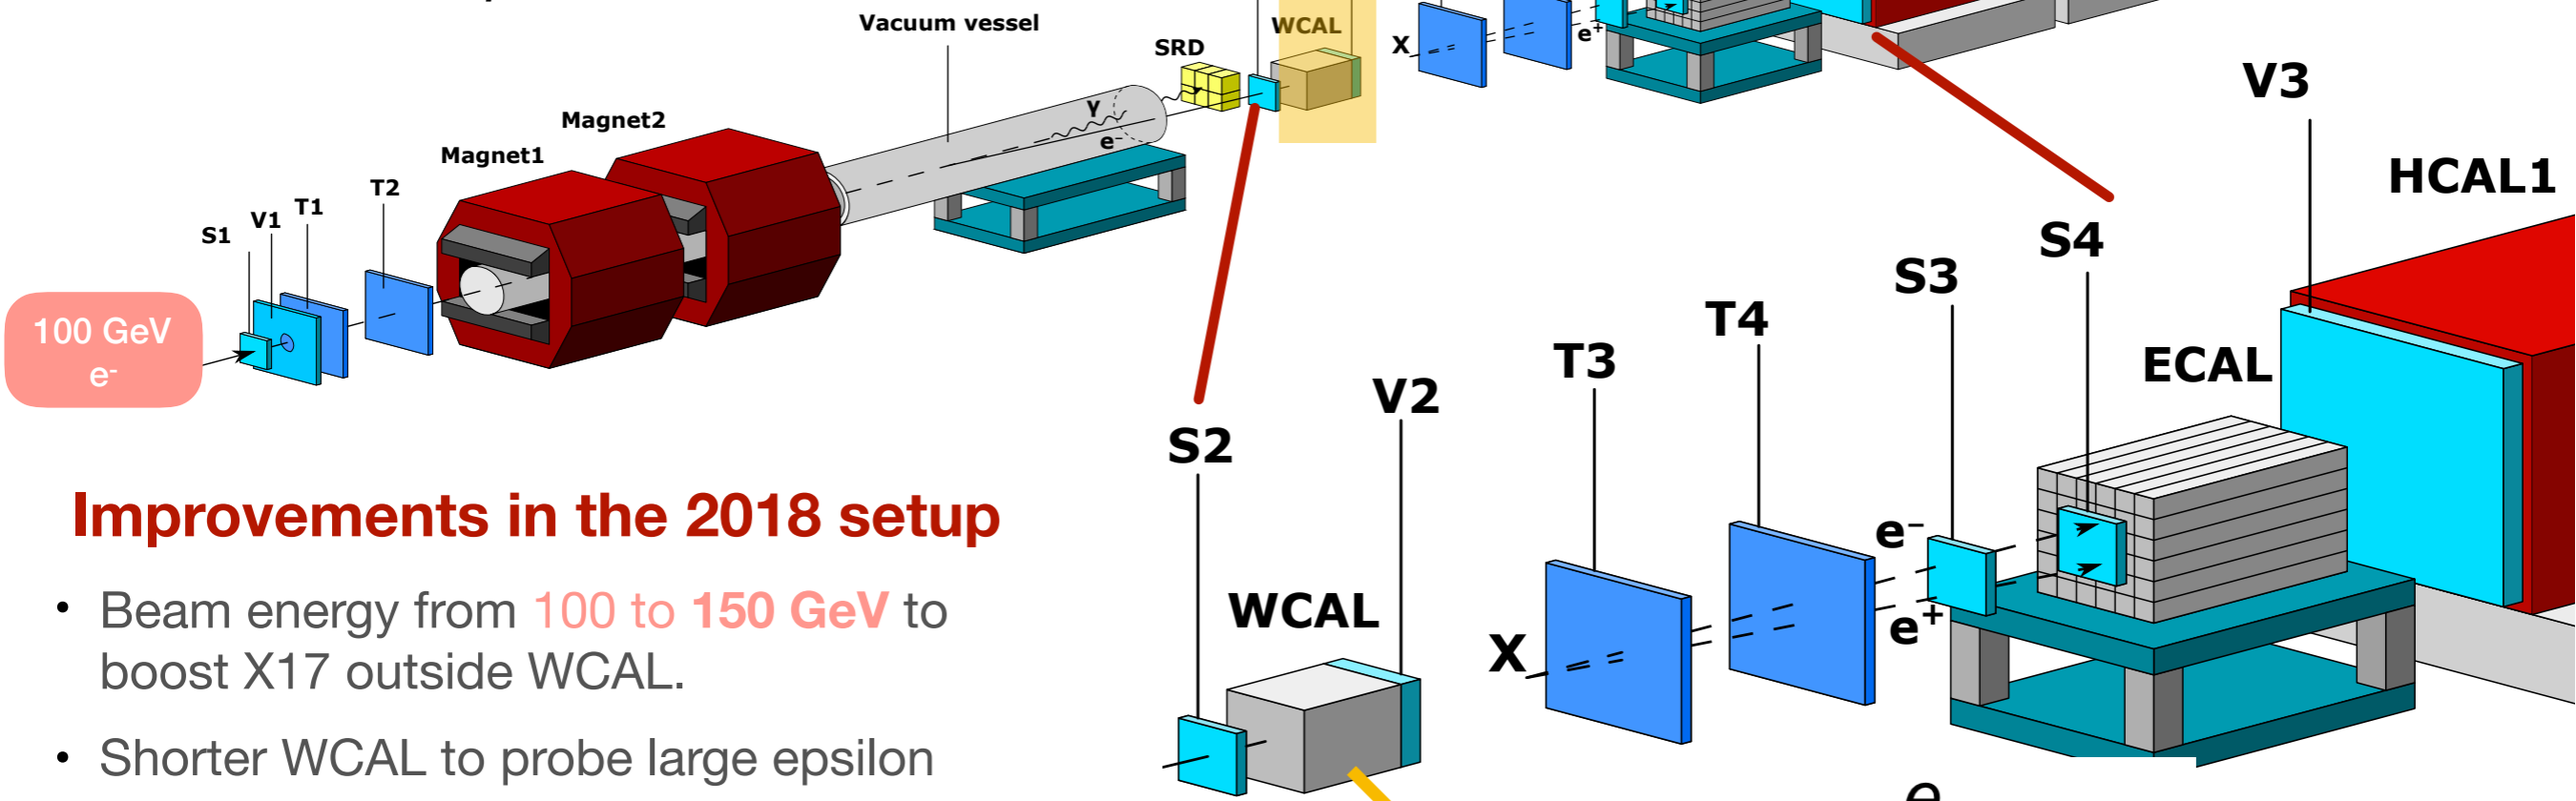 Vacuum vessel
SRD
WCAL
X
e⁺
Magnet2
Magnet1
γ
e⁻
T2
T1
V1
S1
100 GeV
e-
V3
HCAL1
S4
S3
T4
T3
ECAL
V2
S2
e⁻
e⁺
WCAL
X
Improvements in the 2018 setup
• Beam energy from 100 to 150 GeV to
boost X17 outside WCAL.
• Shorter WCAL to probe large epsilon